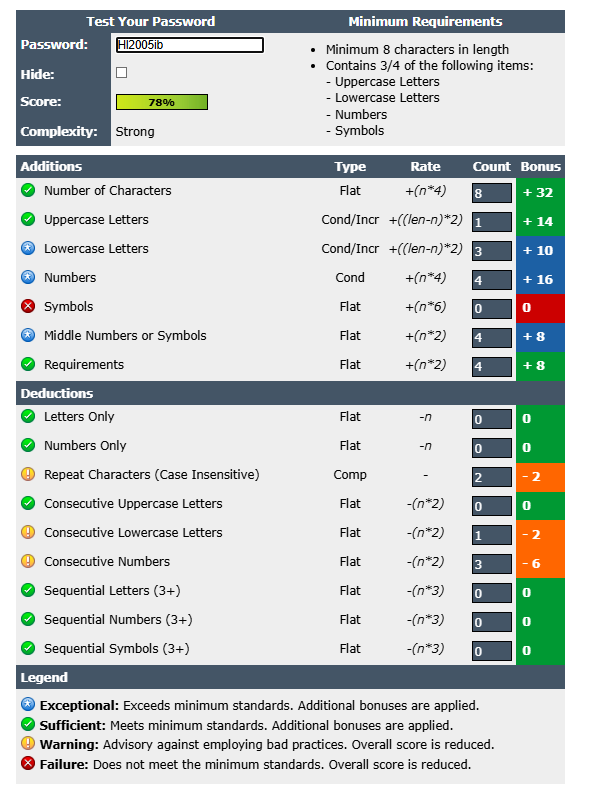 Test Your Password Minimum Requirements
Password: Hl2005ib
• Minimum 8 characters in length
• Contains 3/4 of the following items:
- Uppercase Letters
- Lowercase Letters
- Numbers
- Symbols
Hide:
Score: 78%
Complexity: Strong
Additions Type Rate Count Bonus
Number of Characters Flat +(n*4) 8 + 32
Uppercase Letters Cond/Incr +((len-n)*2) 1 + 14
Lowercase Letters Cond/Incr +((len-n)*2) 3 + 10
Numbers Cond +(n*4) 4 + 16
Symbols Flat +(n*6) 0 0
Middle Numbers or Symbols Flat +(n*2) 4 + 8
Requirements Flat +(n*2) 4 + 8
Deductions
Letters Only Flat -n 0 0
Numbers Only Flat -n 0 0
Repeat Characters (Case Insensitive) Comp - 2 - 2
Consecutive Uppercase Letters Flat -(n*2) 0 0
Consecutive Lowercase Letters Flat -(n*2) 1 - 2
Consecutive Numbers Flat -(n*2) 3 - 6
Sequential Letters (3+) Flat -(n*3) 0 0
Sequential Numbers (3+) Flat -(n*3) 0 0
Sequential Symbols (3+) Flat -(n*3) 0 0
Legend
Exceptional: Exceeds minimum standards. Additional bonuses are applied.
Sufficient: Meets minimum standards. Additional bonuses are applied.
Warning: Advisory against employing bad practices. Overall score is reduced.
Failure: Does not meet the minimum standards. Overall score is reduced.